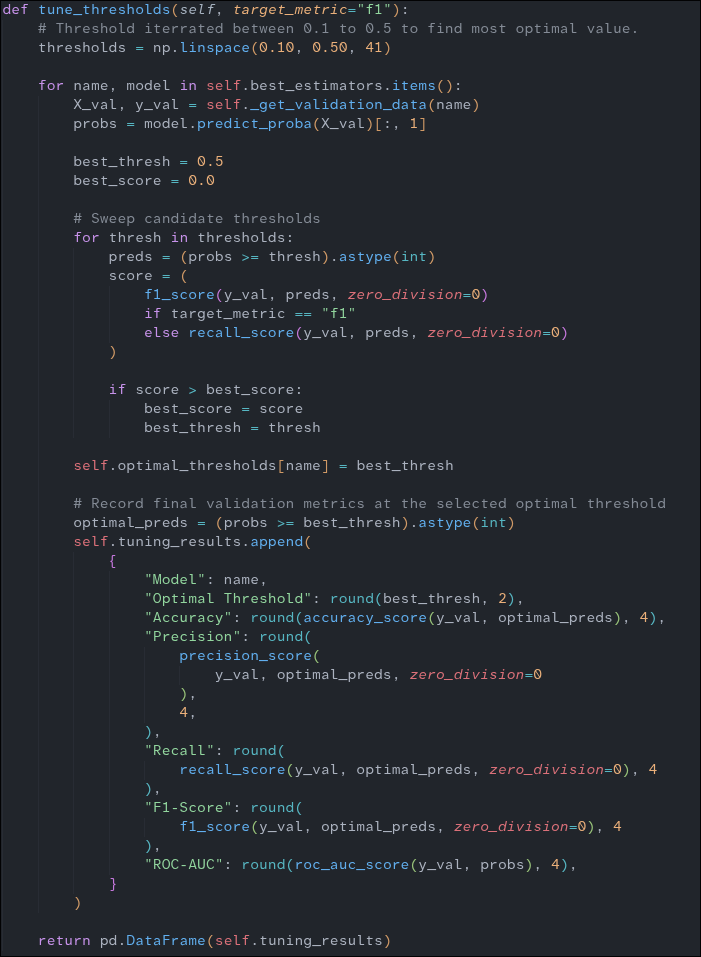 def tune_thresholds(self, target_metric="f1"):
    # Threshold iterrated between 0.1 to 0.5 to find most optimal value.
    thresholds = np.linspace(0.10, 0.50, 41)

    for name, model in self.best_estimators.items():
        X_val, y_val = self._get_validation_data(name)
        probs = model.predict_proba(X_val)[:, 1]

        best_thresh = 0.5
        best_score = 0.0

        # Sweep candidate thresholds
        for thresh in thresholds:
            preds = (probs >= thresh).astype(int)
            score = (
                f1_score(y_val, preds, zero_division=0)
                if target_metric == "f1"
                else recall_score(y_val, preds, zero_division=0)
            )

            if score > best_score:
                best_score = score
                best_thresh = thresh

        self.optimal_thresholds[name] = best_thresh

        # Record final validation metrics at the selected optimal threshold
        optimal_preds = (probs >= best_thresh).astype(int)
        self.tuning_results.append(
            {
                "Model": name,
                "Optimal Threshold": round(best_thresh, 2),
                "Accuracy": round(accuracy_score(y_val, optimal_preds), 4),
                "Precision": round(
                    precision_score(
                        y_val, optimal_preds, zero_division=0
                    ),
                    4,
                ),
                "Recall": round(
                    recall_score(y_val, optimal_preds, zero_division=0), 4
                ),
                "F1-Score": round(
                    f1_score(y_val, optimal_preds, zero_division=0), 4
                ),
                "ROC-AUC": round(roc_auc_score(y_val, probs), 4),
            }
        )

    return pd.DataFrame(self.tuning_results)